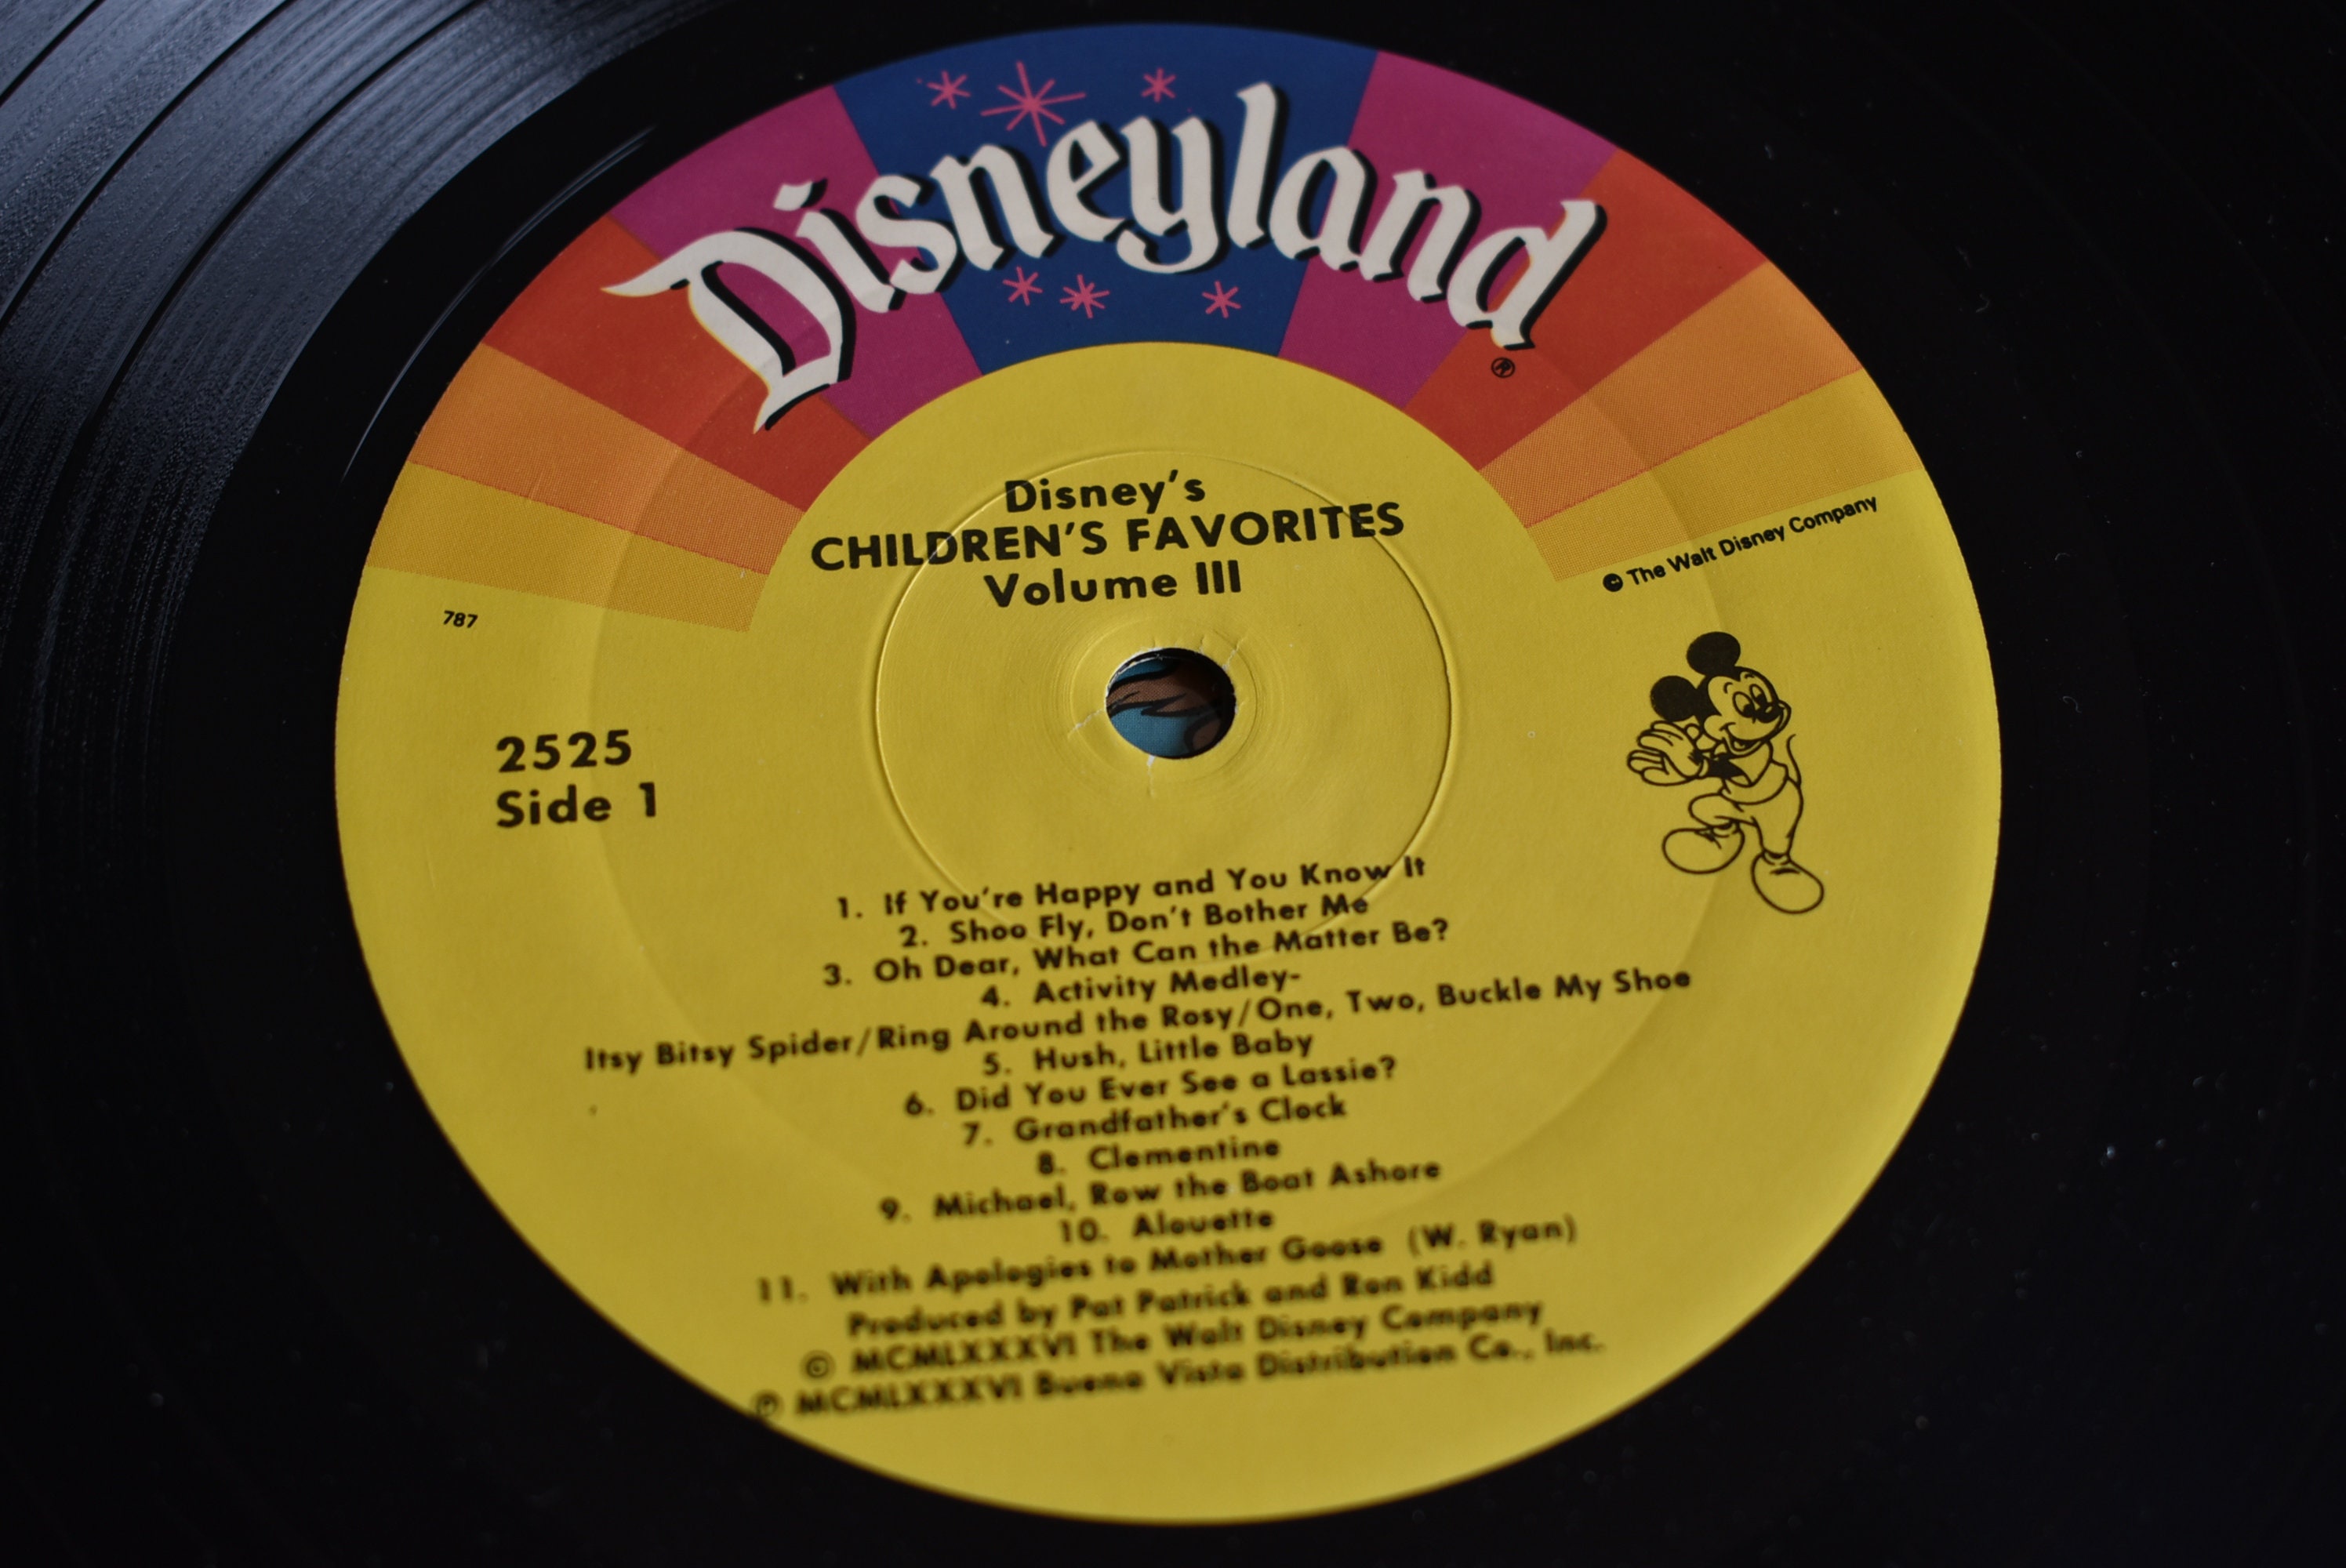 Disneyland
®
Disney's
CHILDREN'S FAVORITES
Volume III
© The Walt Disney Company
787
2525
Side 1
1. If You're Happy and You Know It
2. Shoo Fly, Don't Bother Me
3. Oh Dear, What Can the Matter Be?
4. Activity Medley-
Itsy Bitsy Spider/Ring Around the Rosy/One, Two, Buckle My Shoe
5. Hush, Little Baby
6. Did You Ever See a Lassie?
7. Grandfather's Clock
8. Clementine
9. Michael, Row the Boat Ashore
10. Alouette
11. With Apologies to Mother Goose (W. Ryan)
Produced by Pat Patrick and Ron Kidd
© MCMLXXXVI The Walt Disney Company
℗ MCMLXXXVI Buena Vista Distribution Co., Inc.